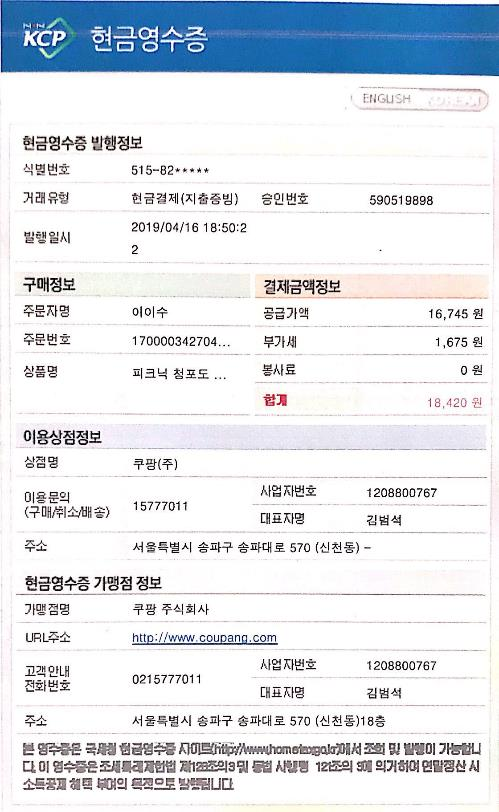 KCP 현금영수증
ENGLISH
현금영수증 발행정보
식별번호 515-82*****
거래유형 현금결제(지출증빙) 승인번호 590519898
발행일시 2019/04/16 18:50:2
2
구매정보 결제금액정보
주문자명 이이수 공급가액 16,745 원
주문번호 170000342704... 부가세 1,675 원
상품명 피크닉 청포도 ... 봉사료 0 원
합계 18,420 원
이용상점정보
상점명 쿠팡(주)
이용문의
(구매/취소/배송) 15777011 사업자번호 1208800767
대표자명 김범석
주소 서울특별시 송파구 송파대로 570 (신천동) -
현금영수증 가맹점 정보
가맹점명 쿠팡 주식회사
URL주소 http://www.coupang.com
고객안내
전화번호 0215777011 사업자번호 1208800767
대표자명 김범석
주소 서울특별시 송파구 송파대로 570 (신천동)18층
본 영수증은 국세청 현금영수증 사이트(http://www.hometax.go.kr)에서 조회 및 발행이 가능합니
다. 이 영수증은 조세특례제한법 제126조의3 및 동법 시행령 121조의 3에 의거하여 연말정산 시
소득공제 혜택 부여의 목적으로 발행됩니다.